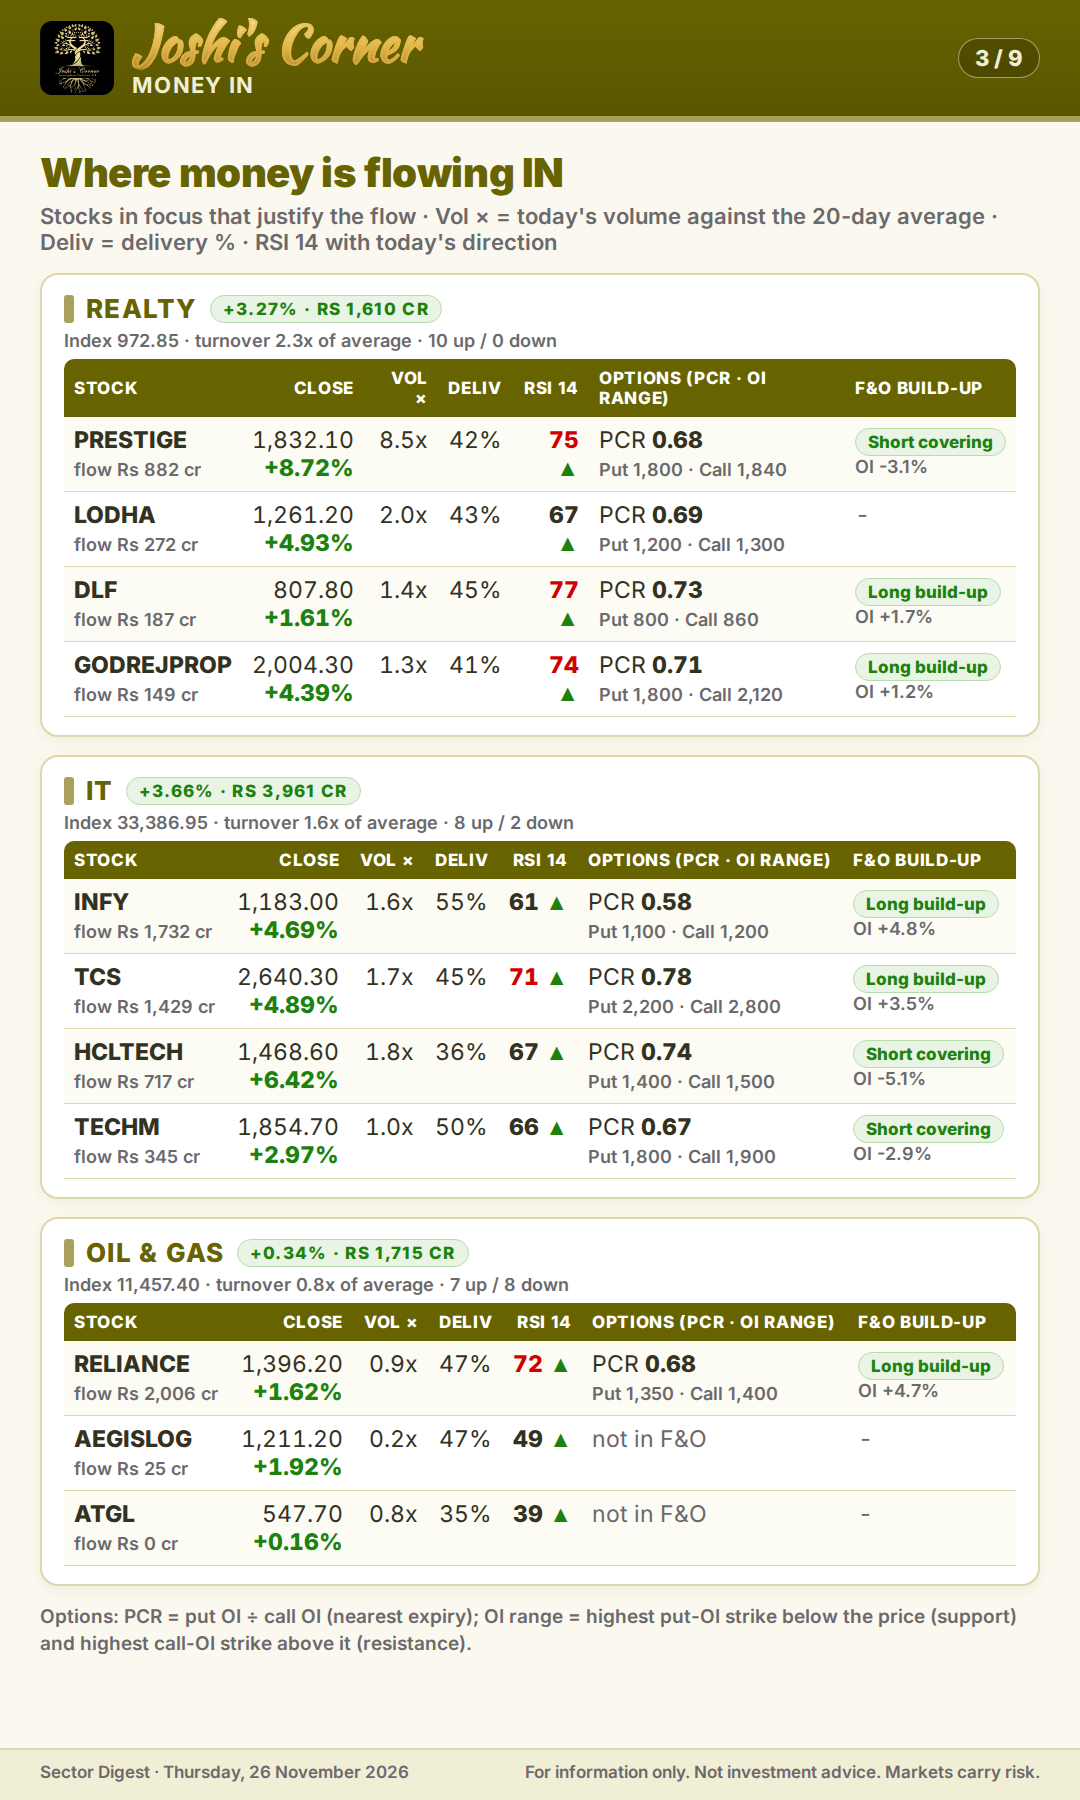 Joshi's Corner
Joshi's Corner
MONEY IN
3 / 9
Where money is flowing IN
Stocks in focus that justify the flow · Vol × = today's volume against the 20-day average ·
Deliv = delivery % · RSI 14 with today's direction
REALTY +3.27% · RS 1,610 CR
Index 972.85 · turnover 2.3x of average · 10 up / 0 down
STOCK CLOSE VOL × DELIV RSI 14 OPTIONS (PCR · OI RANGE) F&O BUILD-UP
PRESTIGE 1,832.10 8.5x 42% 75 PCR 0.68 Short covering
flow Rs 882 cr +8.72% ▲ Put 1,800 · Call 1,840 OI -3.1%
LODHA 1,261.20 2.0x 43% 67 PCR 0.69 -
flow Rs 272 cr +4.93% ▲ Put 1,200 · Call 1,300
DLF 807.80 1.4x 45% 77 PCR 0.73 Long build-up
flow Rs 187 cr +1.61% ▲ Put 800 · Call 860 OI +1.7%
GODREJPROP 2,004.30 1.3x 41% 74 PCR 0.71 Long build-up
flow Rs 149 cr +4.39% ▲ Put 1,800 · Call 2,120 OI +1.2%
IT +3.66% · RS 3,961 CR
Index 33,386.95 · turnover 1.6x of average · 8 up / 2 down
STOCK CLOSE VOL × DELIV RSI 14 OPTIONS (PCR · OI RANGE) F&O BUILD-UP
INFY 1,183.00 1.6x 55% 61 ▲ PCR 0.58 Long build-up
flow Rs 1,732 cr +4.69% Put 1,100 · Call 1,200 OI +4.8%
TCS 2,640.30 1.7x 45% 71 ▲ PCR 0.78 Long build-up
flow Rs 1,429 cr +4.89% Put 2,200 · Call 2,800 OI +3.5%
HCLTECH 1,468.60 1.8x 36% 67 ▲ PCR 0.74 Short covering
flow Rs 717 cr +6.42% Put 1,400 · Call 1,500 OI -5.1%
TECHM 1,854.70 1.0x 50% 66 ▲ PCR 0.67 Short covering
flow Rs 345 cr +2.97% Put 1,800 · Call 1,900 OI -2.9%
OIL & GAS +0.34% · RS 1,715 CR
Index 11,457.40 · turnover 0.8x of average · 7 up / 8 down
STOCK CLOSE VOL × DELIV RSI 14 OPTIONS (PCR · OI RANGE) F&O BUILD-UP
RELIANCE 1,396.20 0.9x 47% 72 ▲ PCR 0.68 Long build-up
flow Rs 2,006 cr +1.62% Put 1,350 · Call 1,400 OI +4.7%
AEGISLOG 1,211.20 0.2x 47% 49 ▲ not in F&O -
flow Rs 25 cr +1.92%
ATGL 547.70 0.8x 35% 39 ▲ not in F&O -
flow Rs 0 cr +0.16%
Options: PCR = put OI ÷ call OI (nearest expiry); OI range = highest put-OI strike below the price (support)
and highest call-OI strike above it (resistance).
Sector Digest · Thursday, 26 November 2026 For information only. Not investment advice. Markets carry risk.